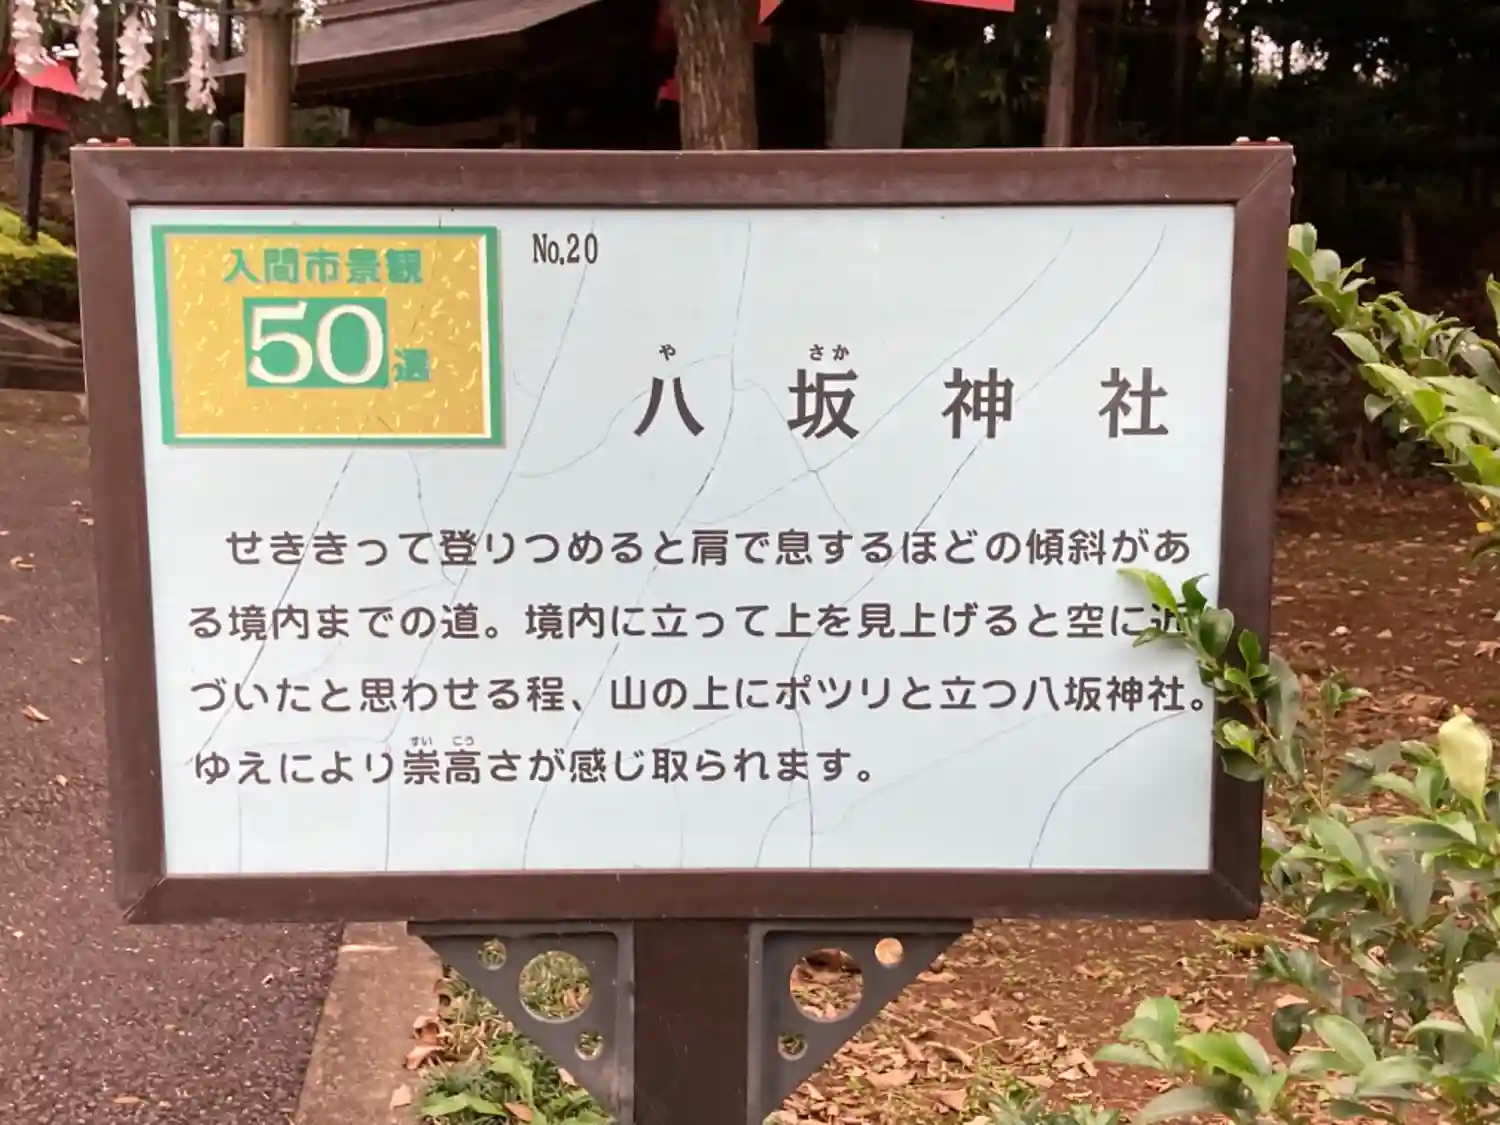 入間市景観
50選
No.20
や さか
八坂神社
せききって登りつめると肩で息するほどの傾斜があ
る境内までの道。境内に立って上を見上げると空に近
づいたと思わせる程、山の上にポツリと立つ八坂神社。
すい こう
ゆえにより崇高さが感じ取られます。